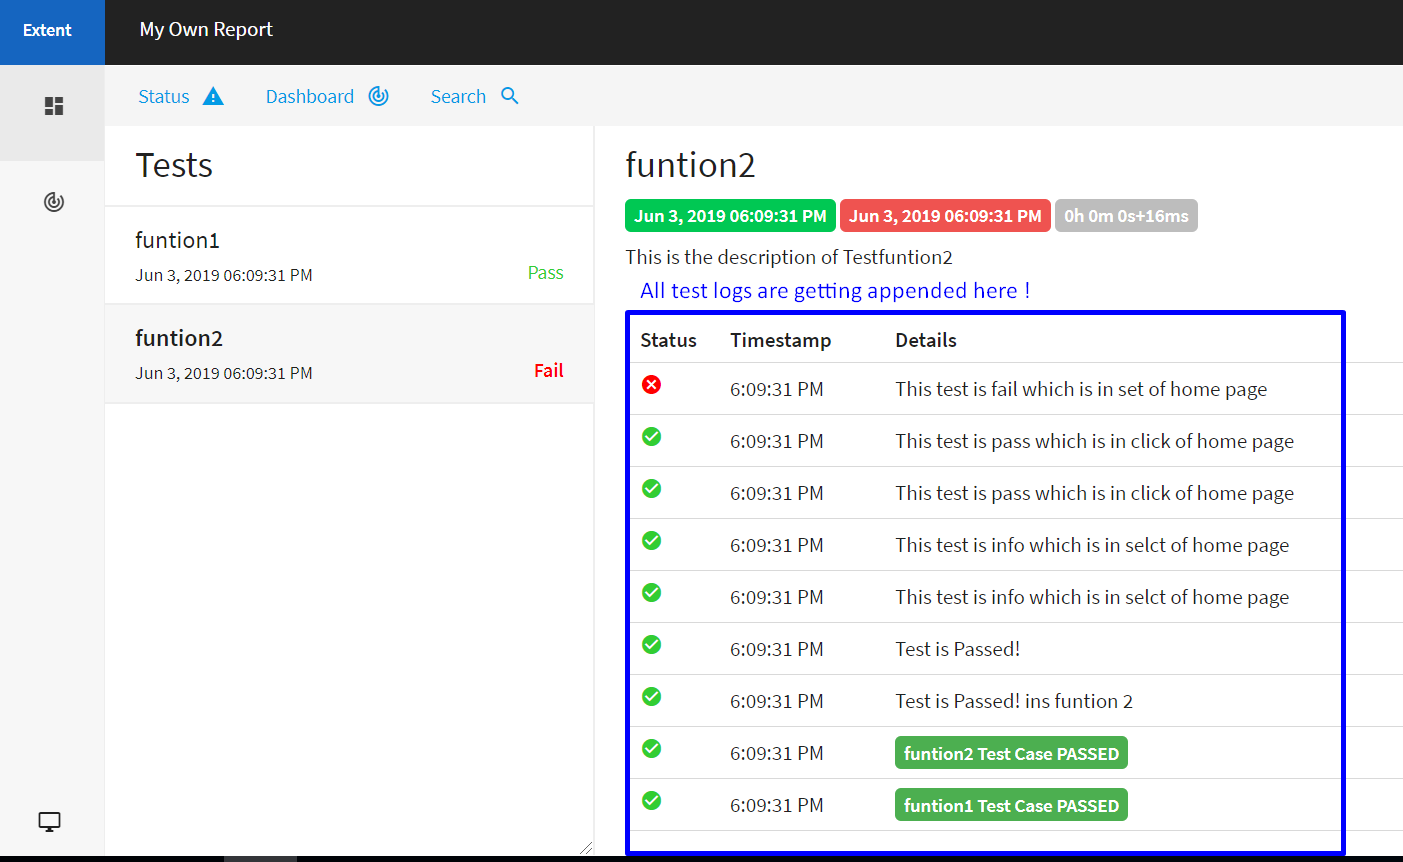 Extent
My Own Report
Status
Dashboard
Search
Tests
funtion1
Jun 3, 2019 06:09:31 PM
Pass
funtion2
Jun 3, 2019 06:09:31 PM
Fail
funtion2
Jun 3, 2019 06:09:31 PM Jun 3, 2019 06:09:31 PM 0h 0m 0s+16ms
This is the description of Testfuntion2
All test logs are getting appended here !
Status Timestamp Details
6:09:31 PM This test is fail which is in set of home page
6:09:31 PM This test is pass which is in click of home page
6:09:31 PM This test is pass which is in click of home page
6:09:31 PM This test is info which is in selct of home page
6:09:31 PM This test is info which is in selct of home page
6:09:31 PM Test is Passed!
6:09:31 PM Test is Passed! ins funtion 2
6:09:31 PM funtion2 Test Case PASSED
6:09:31 PM funtion1 Test Case PASSED